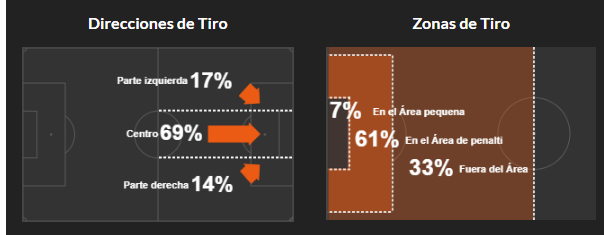 Direcciones de Tiro
Parte izquierda 17%
Centro 69%
Parte derecha 14%
Zonas de Tiro
7% En el Área pequena
61% En el Área de penalti
33% Fuera del Área